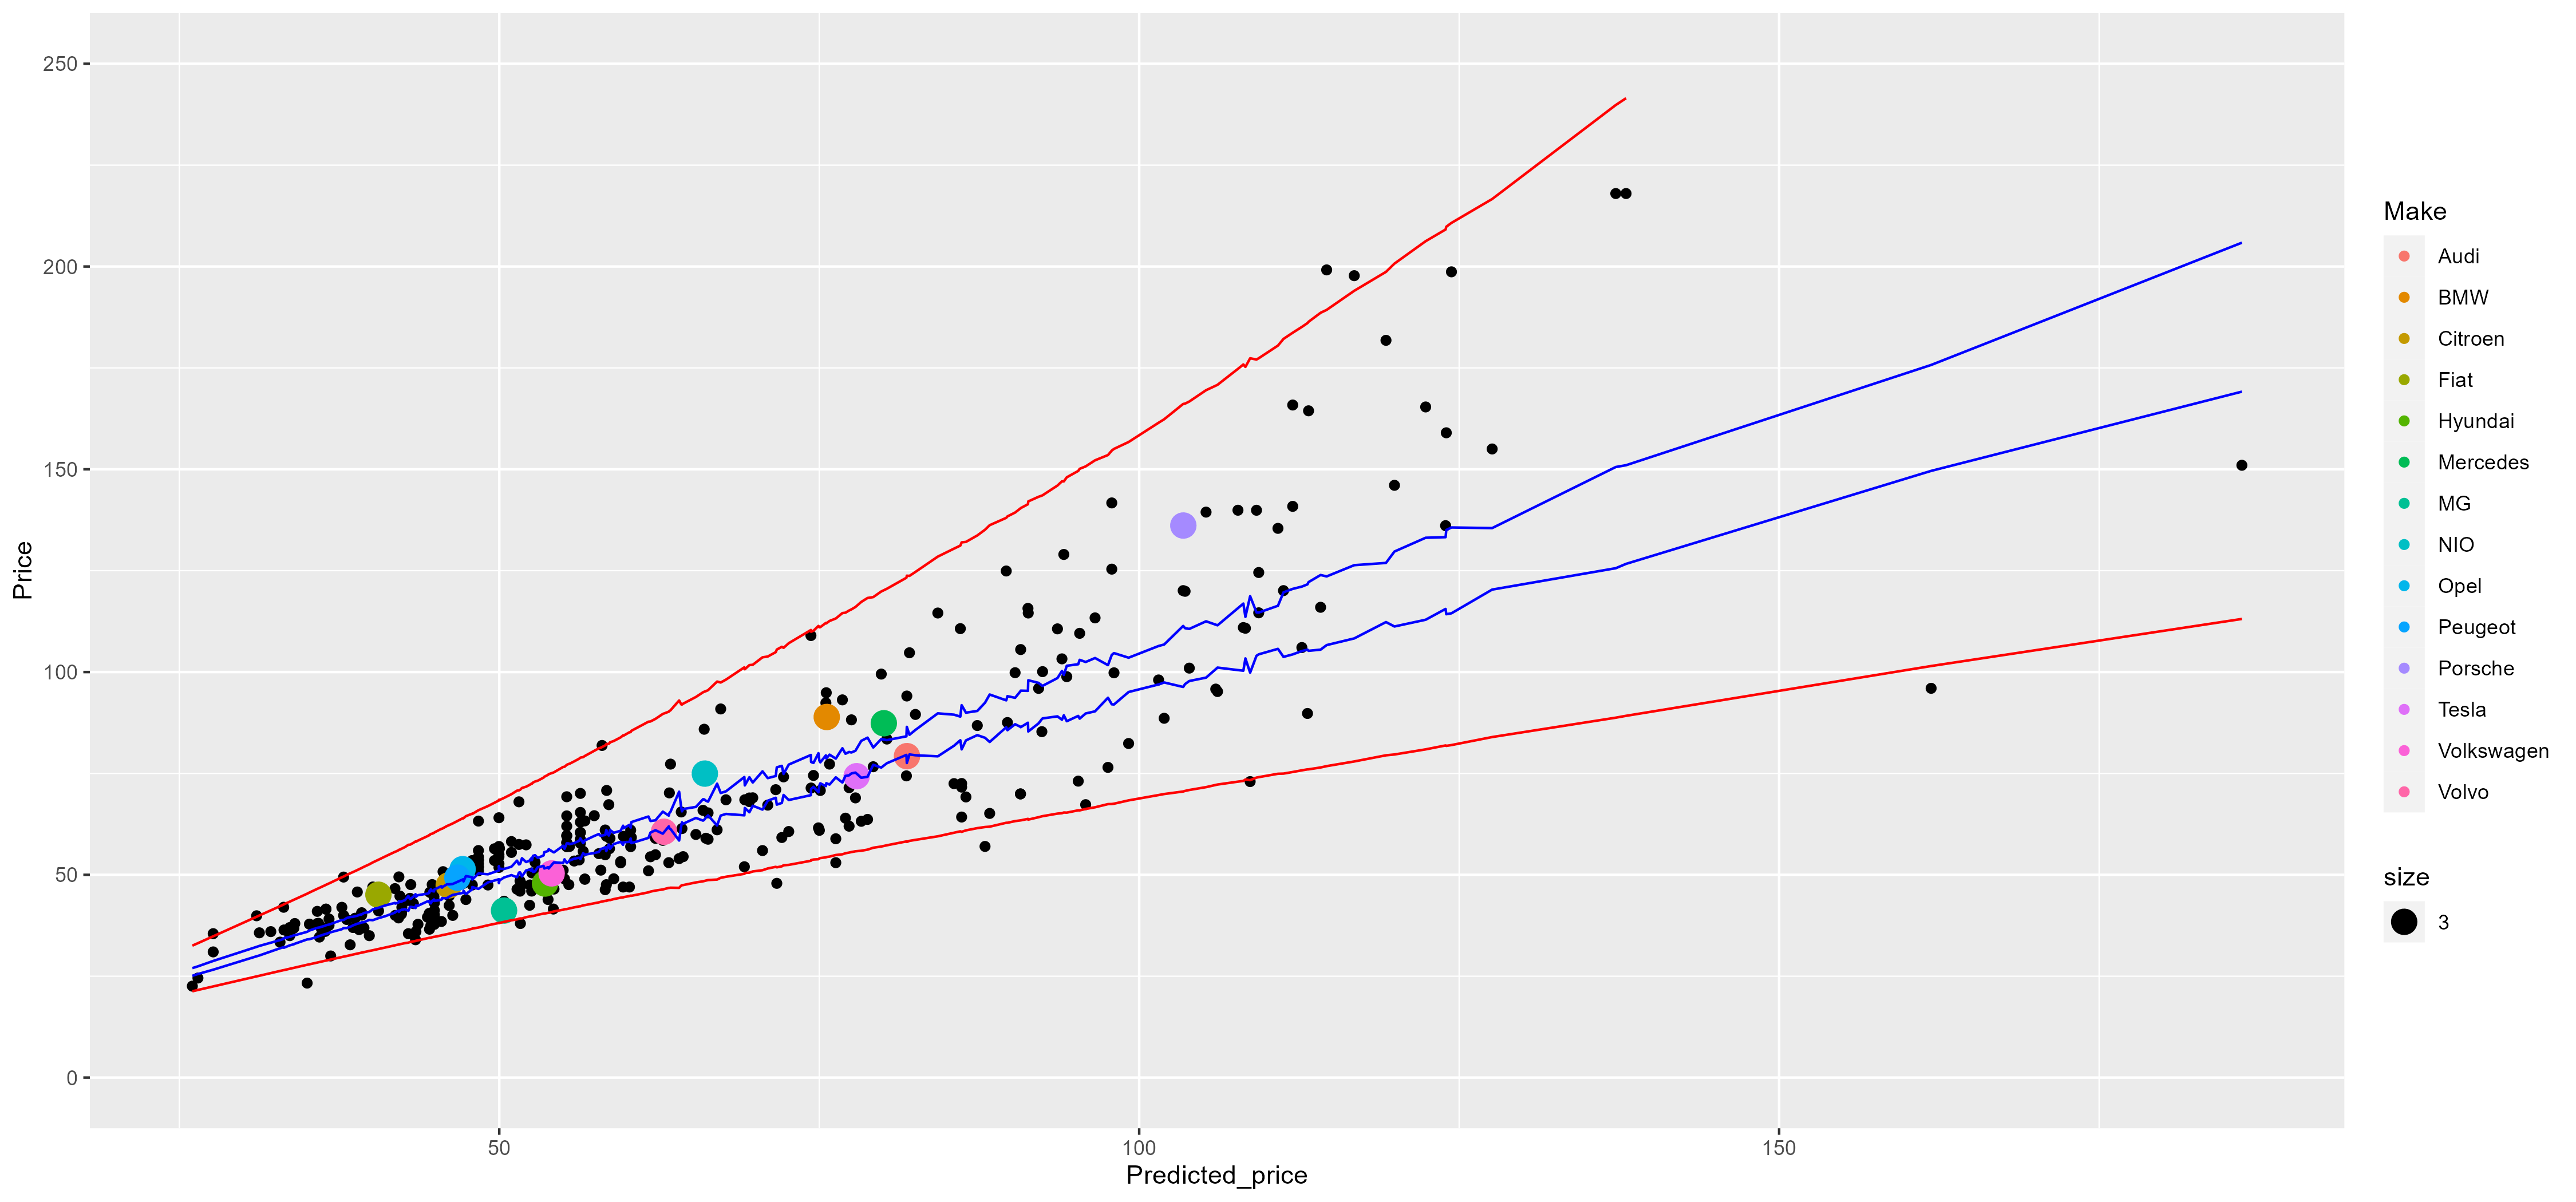 250
200
150
100
50
0
Price
50
100
150
Predicted_price
Make
Audi
BMW
Citroen
Fiat
Hyundai
Mercedes
MG
NIO
Opel
Peugeot
Porsche
Tesla
Volkswagen
Volvo
size
3